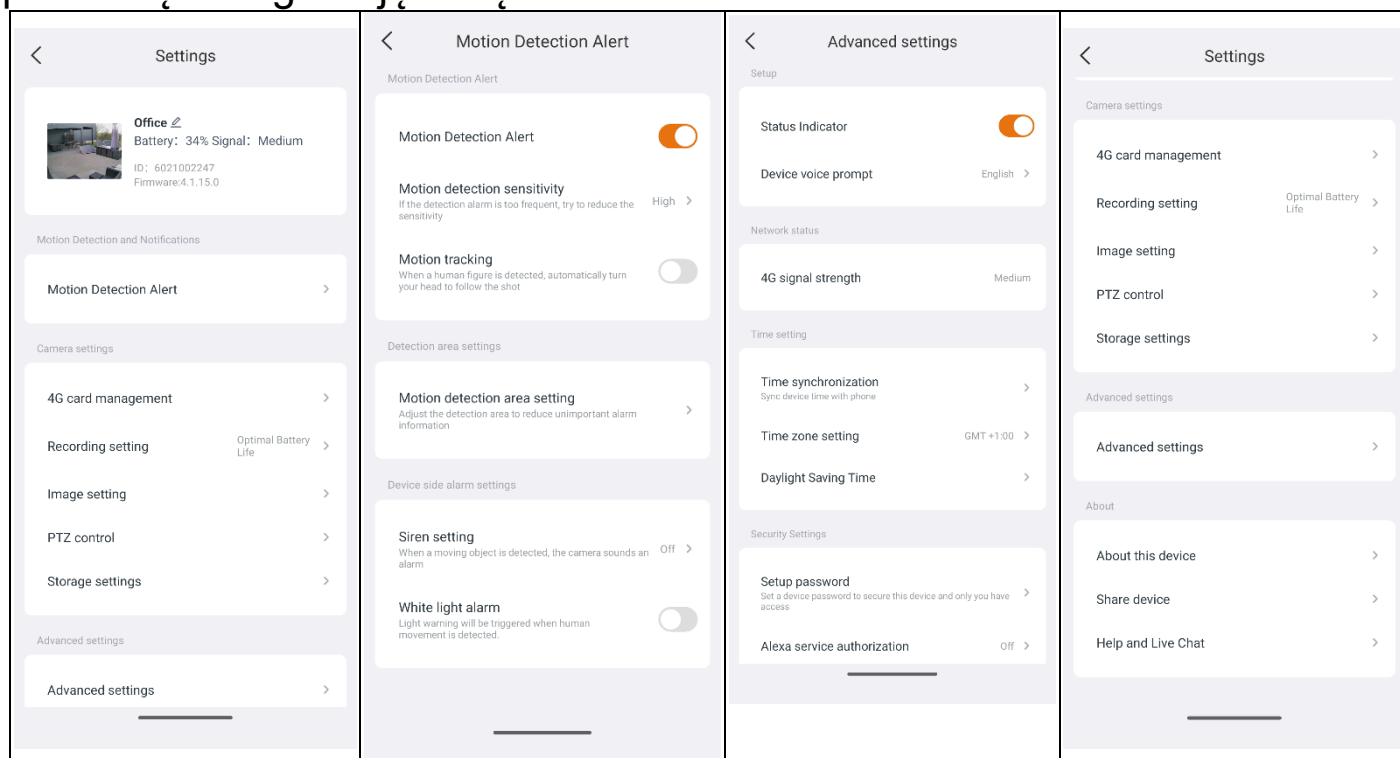 Settings
Office
Battery: 34% Signal: Medium
ID: 6021002247
Firmware:4.1.15.0
Motion Detection and Notifications
Motion Detection Alert
Camera settings
4G card management
Recording setting
Optimal Battery
Life
Image setting
PTZ control
Storage settings
Advanced settings
Advanced settings
Motion Detection Alert
Motion Detection Alert
Motion Detection Alert
Motion detection sensitivity
If the detection alarm is too frequent, try to reduce the
sensitivity
High
Motion tracking
When a human figure is detected, automatically turn
your head to follow the shot
Detection area settings
Motion detection area setting
Adjust the detection area to reduce unimportant alarm
information
Device side alarm settings
Siren setting
When a moving object is detected, the camera sounds an
alarm
Off
White light alarm
Light warning will be triggered when human
movement is detected.
Advanced settings
Setup
Status Indicator
Device voice prompt
English
Network status
4G signal strength
Medium
Time setting
Time synchronization
Sync device time with phone
Time zone setting
GMT +1:00
Daylight Saving Time
Security Settings
Setup password
Set a device password to secure this device and only you have
access
Alexa service authorization
Off
Settings
Camera settings
4G card management
Recording setting
Optimal Battery
Life
Image setting
PTZ control
Storage settings
Advanced settings
Advanced settings
About
About this device
Share device
Help and Live Chat